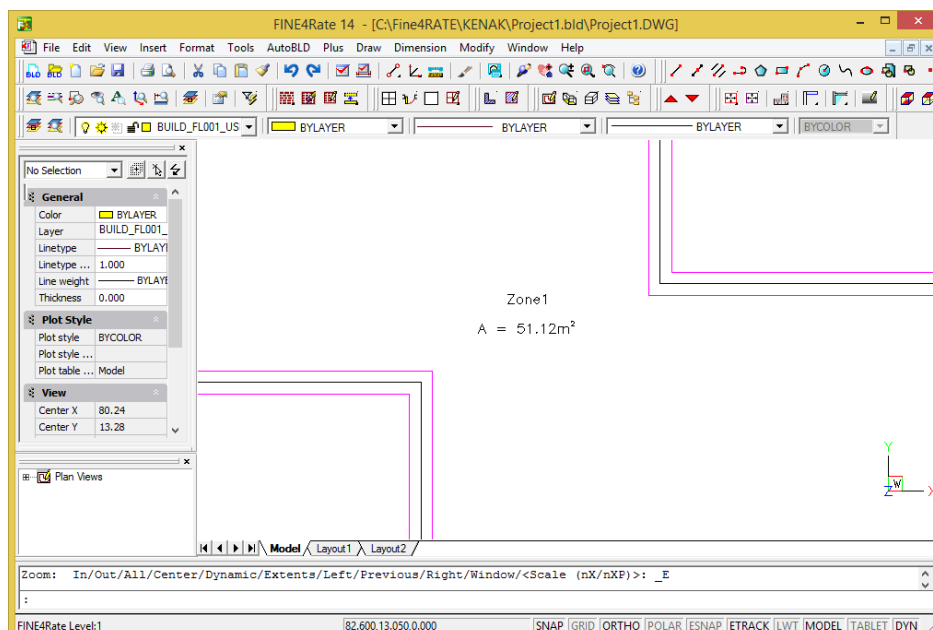 FINE4Rate 14 - [C:\Fine4RATE\KENAK\Project1.bld\Project1.DWG]
File Edit View Insert Format Tools AutoBLD Plus Draw Dimension Modify Window Help
BLD BLD
BUILD_FL001_US BYLAYER BYLAYER BYLAYER BYCOLOR
No Selection
General
Color BYLAYER
Layer BUILD_FL001_
Linetype BYLAYI
Linetype ... 1.000
Line weight BYLAYE
Thickness 0.000
Plot Style
Plot style BYCOLOR
Plot style ...
Plot table ... Model
View
Center X 80.24
Center Y 13.28
Plan Views
Zone1
A = 51.12m²
Y
W
Z X
Model Layout1 Layout2
Zoom: In/Out/All/Center/Dynamic/Extents/Left/Previous/Right/Window/<Scale (nX/nXP)>: _E
:
FINE4Rate Level:1 82.600,13.050,0.000 SNAP GRID ORTHO POLAR ESNAP ETRACK LWT MODEL TABLET DYN